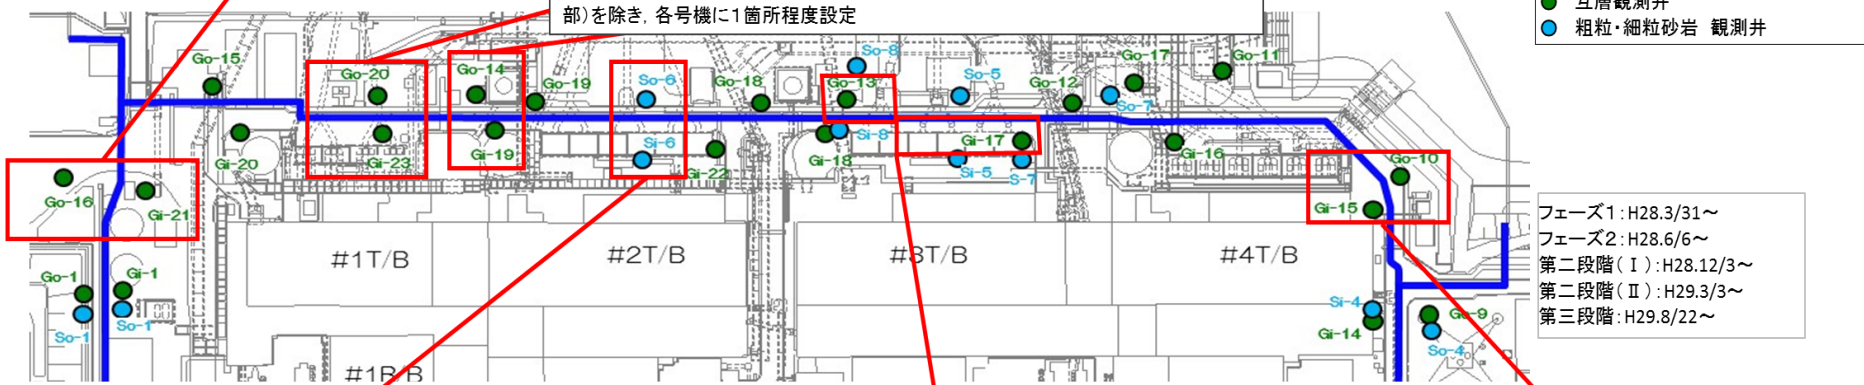 部)を除き, 各号機に1箇所程度設定
互層観測井
粗粒・細粒砂岩 観測井
Go-15
Go-20
Go-14
Go-19
So-6
Go-18
So-8
Go-13
So-5
Go-12
Go-17
So-7
Go-11
Gi-20
Gi-23
Gi-19
Si-6
Gi-22
Gi-18
Si-8
Gi-17
Si-5
S-7
Gi-16
Go-10
Gi-15
Go-16
Gi-21
#1T/B
#2T/B
#3T/B
#4T/B
Go-1
Gi-1
So-1
So-1
Si-4
Gi-14
Go-9
So-4
#1R/B
フェーズ1:H28.3/31～
フェーズ2:H28.6/6～
第二段階(Ⅰ):H28.12/3～
第二段階(Ⅱ):H29.3/3～
第三段階:H29.8/22～